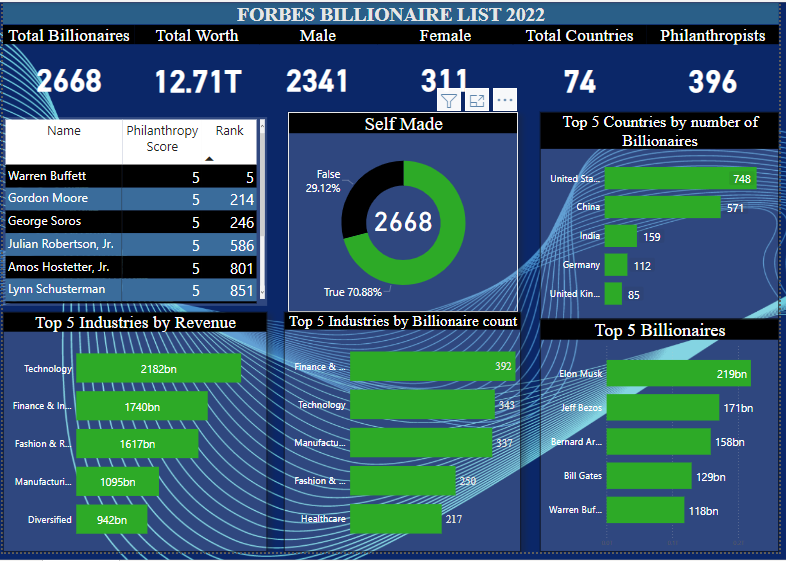 FORBES BILLIONAIRE LIST 2022
Total Billionaires Total Worth Male Female Total Countries Philanthropists
2668 12.71T 2341 311 74 396
Name Philanthropy Score Rank
Warren Buffett 5 5
Gordon Moore 5 214
George Soros 5 246
Julian Robertson, Jr. 5 586
Amos Hostetter, Jr. 5 801
Lynn Schusterman 5 851
Self Made
False
29.12%
2668
True 70.88%
Top 5 Countries by number of
Billionaires
United Sta... 748
China 571
India 159
Germany 112
United Kin... 85
Top 5 Industries by Revenue
Technology 2182bn
Finance & In... 1740bn
Fashion & R... 1617bn
Manufacturi... 1095bn
Diversified 942bn
Top 5 Industries by Billionaire count
Finance & ... 392
Technology 343
Manufactu... 337
Fashion & ... 250
Healthcare 217
Top 5 Billionaires
Elon Musk 219bn
Jeff Bezos 171bn
Bernard Ar... 158bn
Bill Gates 129bn
Warren Buf... 118bn